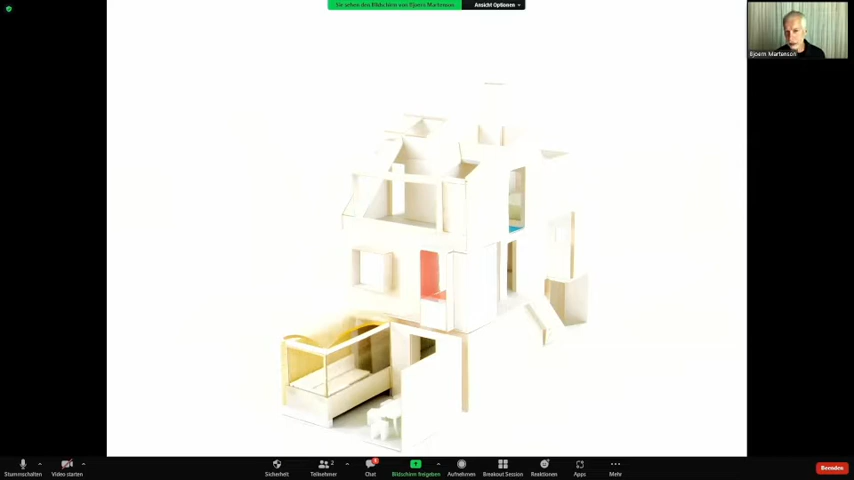 Sie sehen den Bildschirm von Bjoern Martenson
Ansicht Optionen
Bjoern Martenson
Stummschalten
Video starten
Sicherheit
Teilnehmer
2
Chat
Bildschirm freigeben
Aufnehmen
Breakout Session
Reaktionen
Apps
Mehr
Beenden